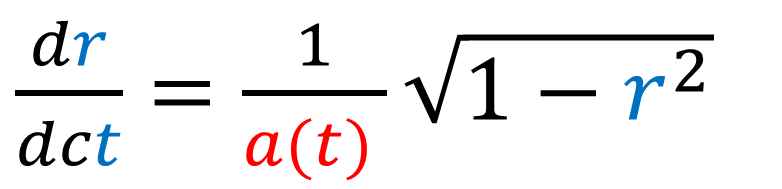 dr/dct = 1/a(t) √(1 − r²)